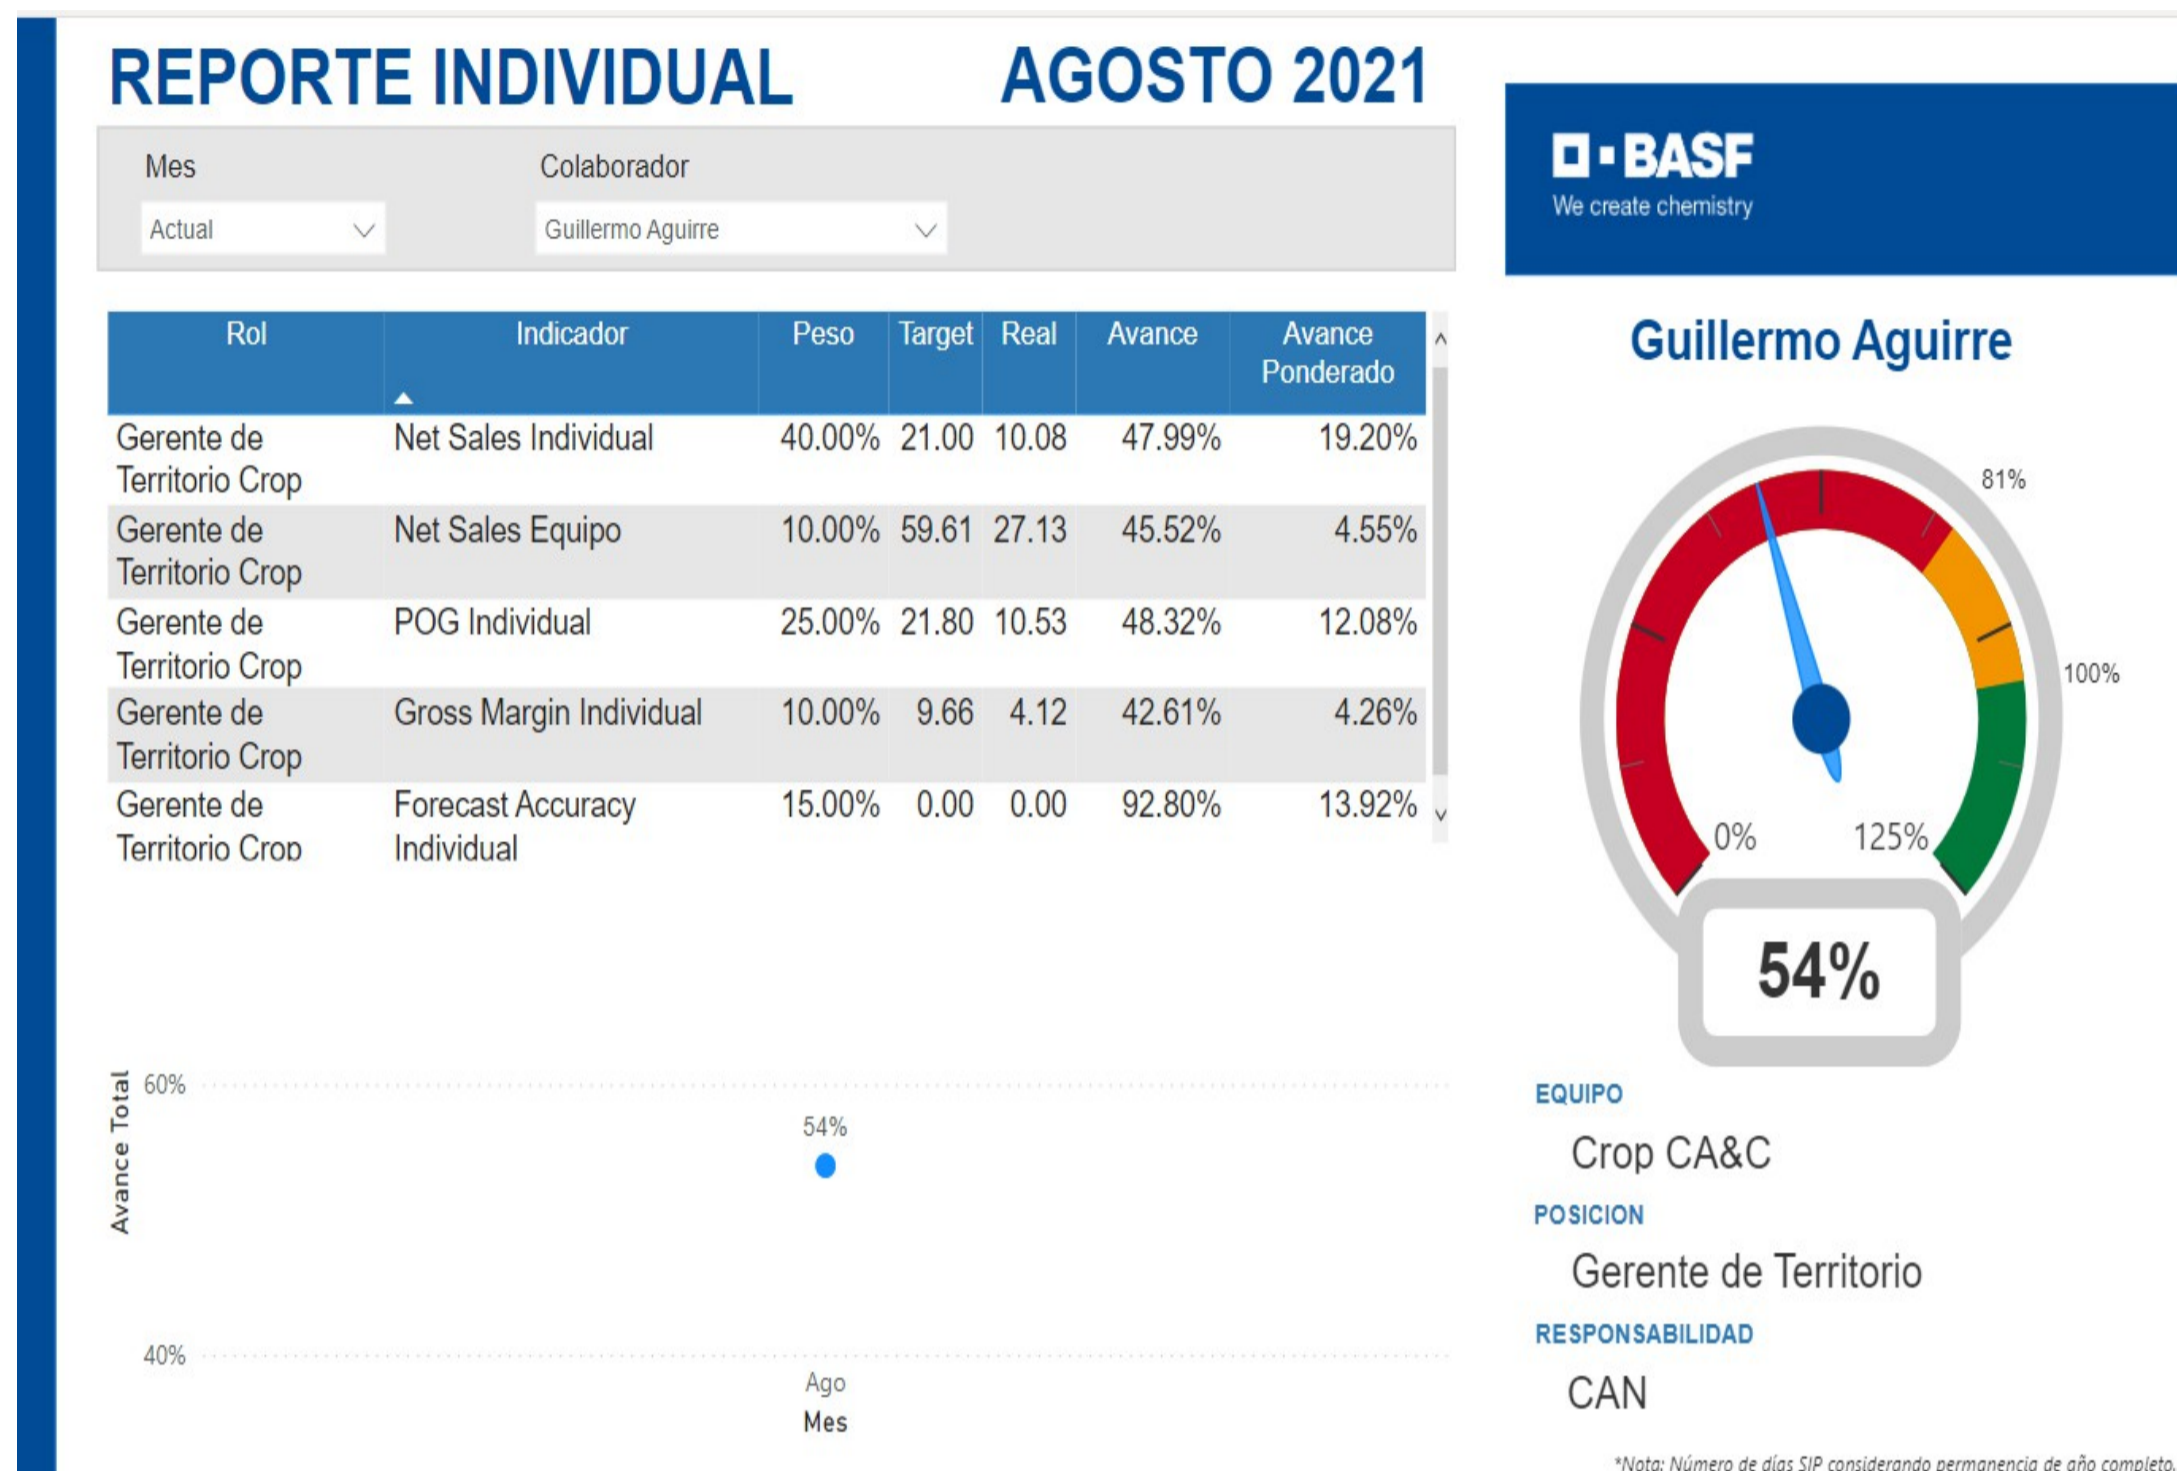 REPORTE INDIVIDUAL AGOSTO 2021
Mes Colaborador
Actual Guillermo Aguirre
BASF
We create chemistry
Rol Indicador Peso Target Real Avance Avance
Ponderado
Gerente de Net Sales Individual 40.00% 21.00 10.08 47.99% 19.20%
Territorio Crop
Gerente de Net Sales Equipo 10.00% 59.61 27.13 45.52% 4.55%
Territorio Crop
Gerente de POG Individual 25.00% 21.80 10.53 48.32% 12.08%
Territorio Crop
Gerente de Gross Margin Individual 10.00% 9.66 4.12 42.61% 4.26%
Territorio Crop
Gerente de Forecast Accuracy 15.00% 0.00 0.00 92.80% 13.92%
Territorio Crop Individual
Guillermo Aguirre
81%
100%
0% 125%
54%
Avance Total
60%
54%
40%
Ago
Mes
EQUIPO
Crop CA&C
POSICION
Gerente de Territorio
RESPONSABILIDAD
CAN
*Nota: Número de días SIP considerando permanencia de año completo.